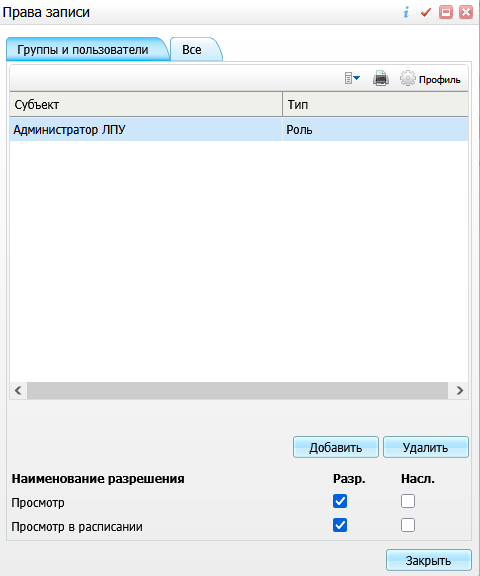 Права записи
Группы и пользователи Все
Профиль
Субъект Тип
Администратор ЛПУ Роль
Добавить Удалить
Наименование разрешения Разр. Насл.
Просмотр
Просмотр в расписании
Закрыть